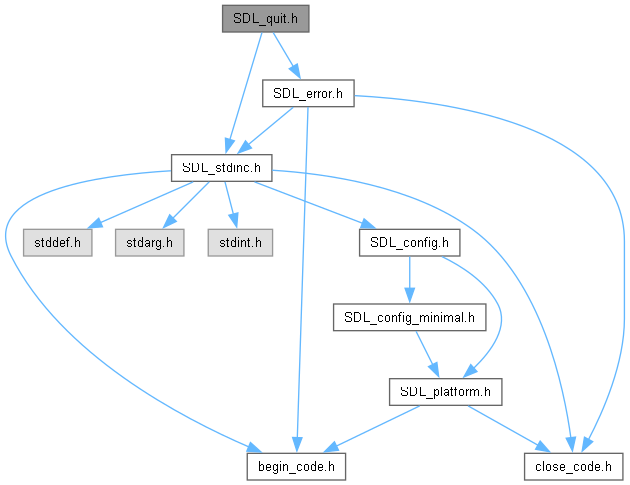 SDL_quit.h
SDL_error.h
SDL_stdinc.h
stddef.h
stdarg.h
stdint.h
SDL_config.h
SDL_config_minimal.h
SDL_platform.h
begin_code.h
close_code.h